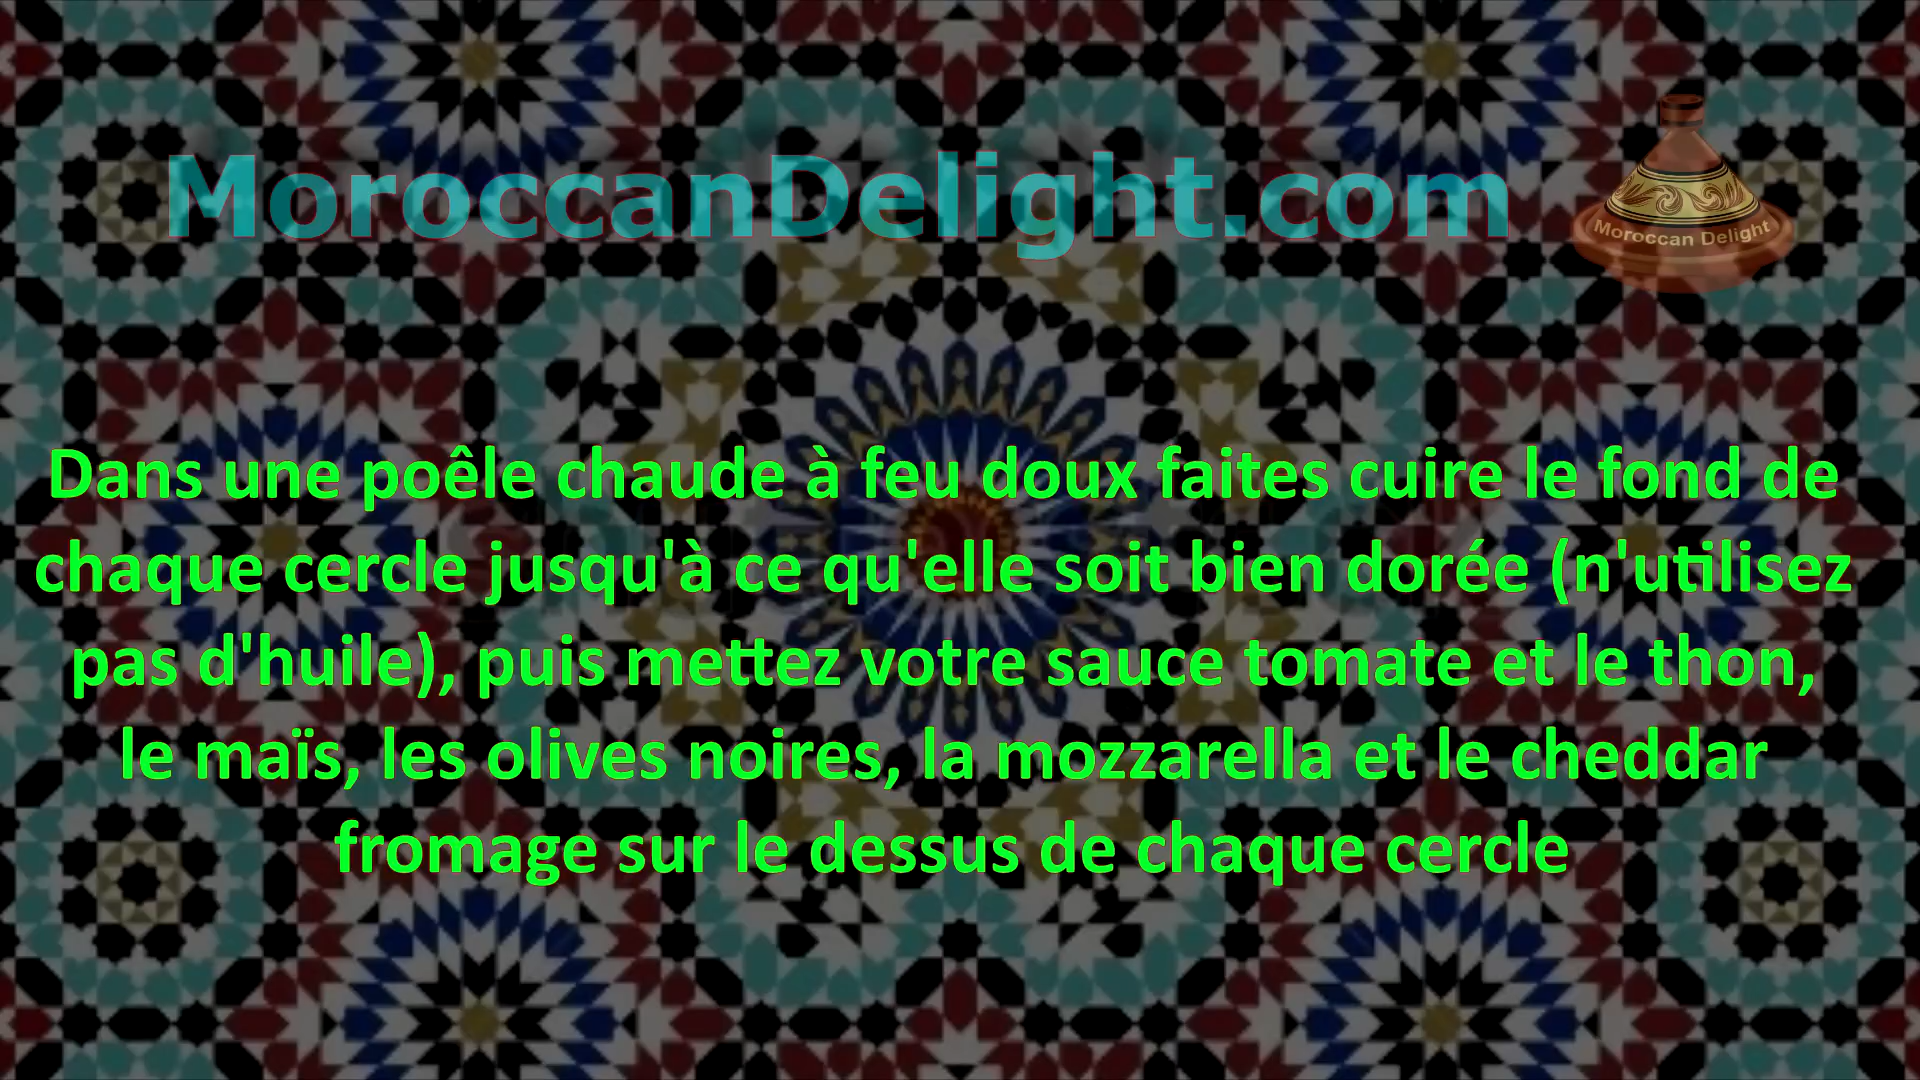 MoroccanDelight.com
Moroccan Delight
Dans une poêle chaude à feu doux faites cuire le fond de
chaque cercle jusqu'à ce qu'elle soit bien dorée (n'utilisez
pas d'huile), puis mettez votre sauce tomate et le thon,
le maïs, les olives noires, la mozzarella et le cheddar
fromage sur le dessus de chaque cercle